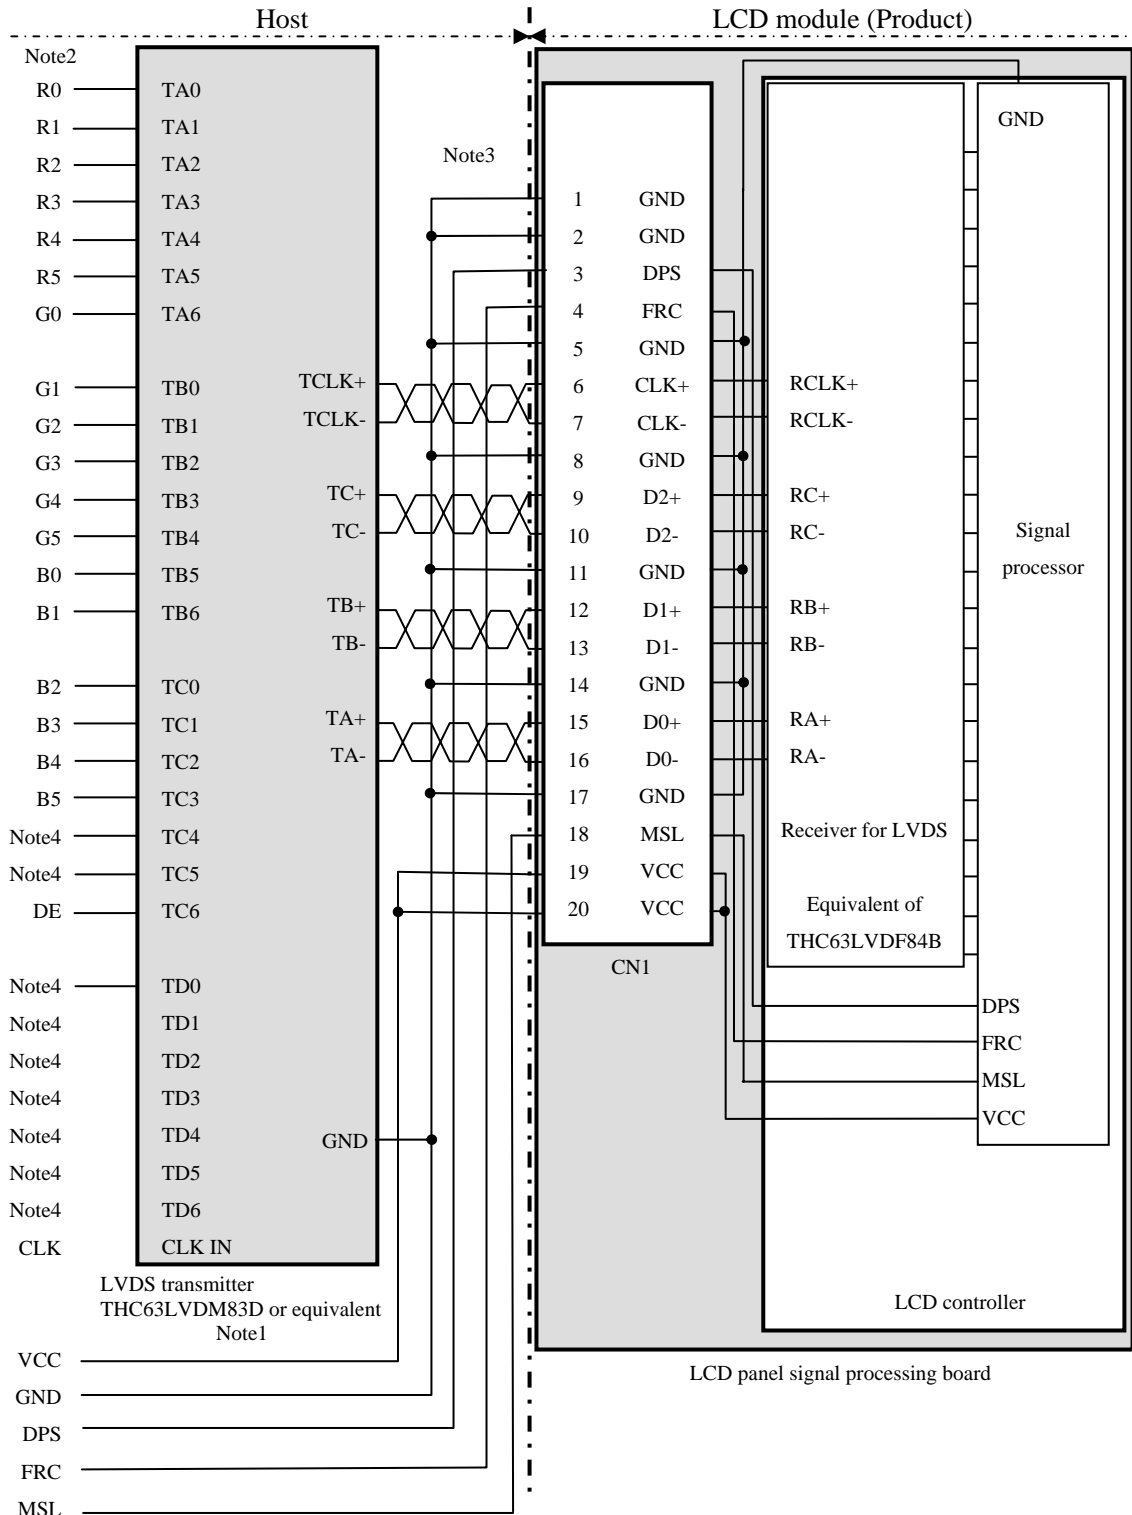 Host
LCD module (Product)
Note2
R0 TA0
R1 TA1
R2 TA2
R3 TA3
R4 TA4
R5 TA5
G0 TA6
G1 TB0
G2 TB1
G3 TB2
G4 TB3
G5 TB4
B0 TB5
B1 TB6
B2 TC0
B3 TC1
B4 TC2
B5 TC3
Note4 TC4
Note4 TC5
DE TC6
Note4 TD0
Note4 TD1
Note4 TD2
Note4 TD3
Note4 TD4
Note4 TD5
Note4 TD6
CLK CLK IN
TCLK+
TCLK-
TC+
TC-
TB+
TB-
TA+
TA-
GND
LVDS transmitter
THC63LVDM83D or equivalent
Note1
VCC
GND
DPS
FRC
MSL
Note3
1 GND
2 GND
3 DPS
4 FRC
5 GND
6 CLK+
7 CLK-
8 GND
9 D2+
10 D2-
11 GND
12 D1+
13 D1-
14 GND
15 D0+
16 D0-
17 GND
18 MSL
19 VCC
20 VCC
CN1
RCLK+
RCLK-
RC+
RC-
RB+
RB-
RA+
RA-
Receiver for LVDS
Equivalent of
THC63LVDF84B
GND
Signal
processor
DPS
FRC
MSL
VCC
LCD controller
LCD panel signal processing board